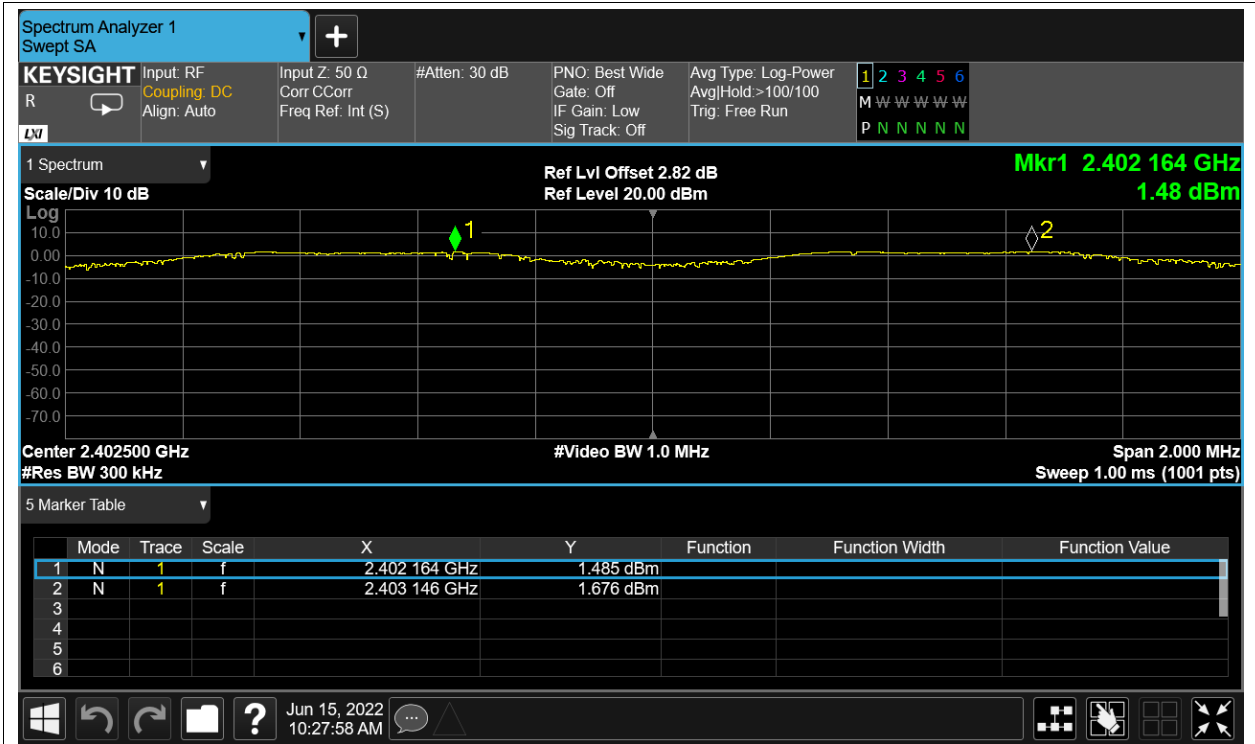 Spectrum Analyzer 1
Swept SA
+
KEYSIGHT
R
LXI
Input: RF
Coupling: DC
Align: Auto
Input Z: 50 Ω
Corr CCorr
Freq Ref: Int (S)
#Atten: 30 dB
PNO: Best Wide
Gate: Off
IF Gain: Low
Sig Track: Off
Avg Type: Log-Power
Avg|Hold:>100/100
Trig: Free Run
1 2 3 4 5 6
M W W W W W
P N N N N N
1 Spectrum
Scale/Div 10 dB
Ref Lvl Offset 2.82 dB
Ref Level 20.00 dBm
Mkr1 2.402 164 GHz
1.48 dBm
Log
10.0
0.00
-10.0
-20.0
-30.0
-40.0
-50.0
-60.0
-70.0
1
2
Center 2.402500 GHz
#Res BW 300 kHz
#Video BW 1.0 MHz
Span 2.000 MHz
Sweep 1.00 ms (1001 pts)
5 Marker Table
Mode Trace Scale X Y Function Function Width Function Value
1 N 1 f 2.402 164 GHz 1.485 dBm
2 N 1 f 2.403 146 GHz 1.676 dBm
3
4
5
6
?
Jun 15, 2022
10:27:58 AM